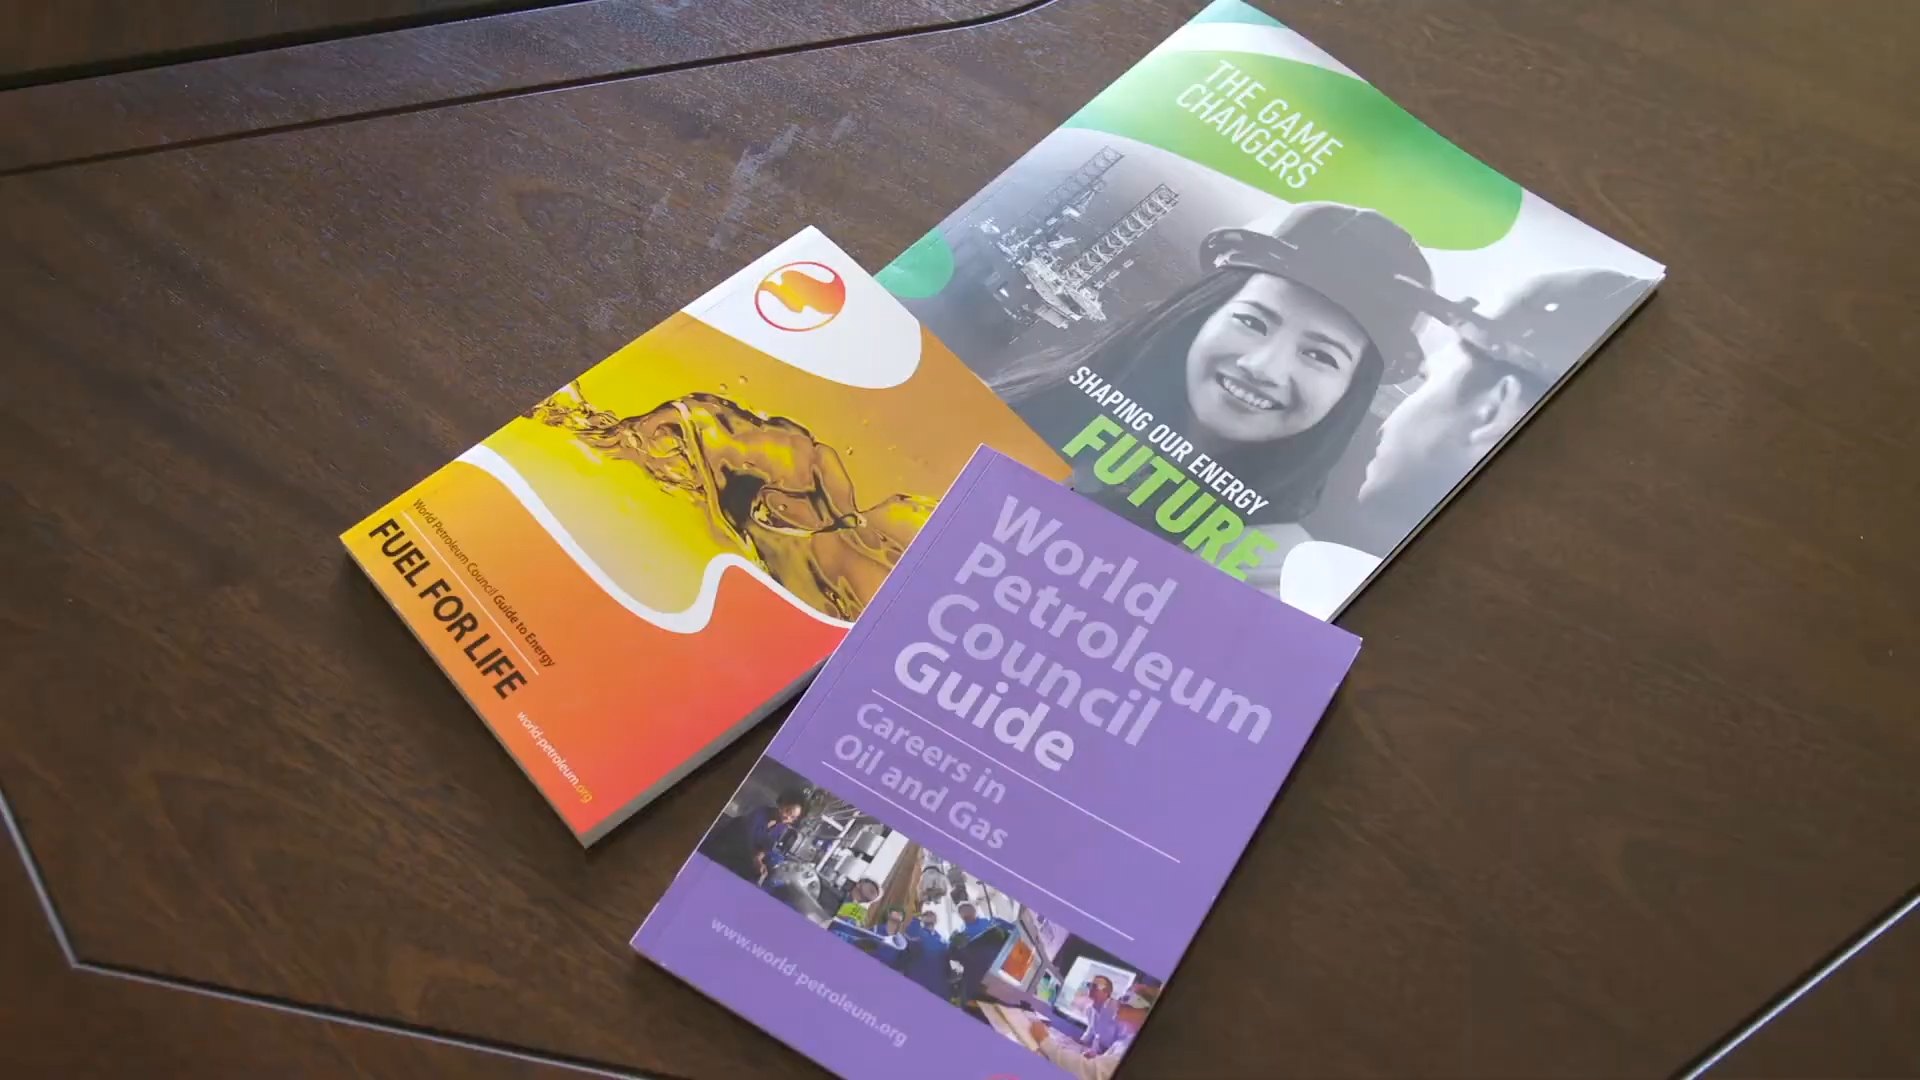 THE GAME
CHANGERS
SHAPING OUR ENERGY
FUTURE
World Petroleum Council Guide to Energy
FUEL FOR LIFE
world-petroleum.org
World
Petroleum
Council
Guide
Careers in
Oil and Gas
www.world-petroleum.org